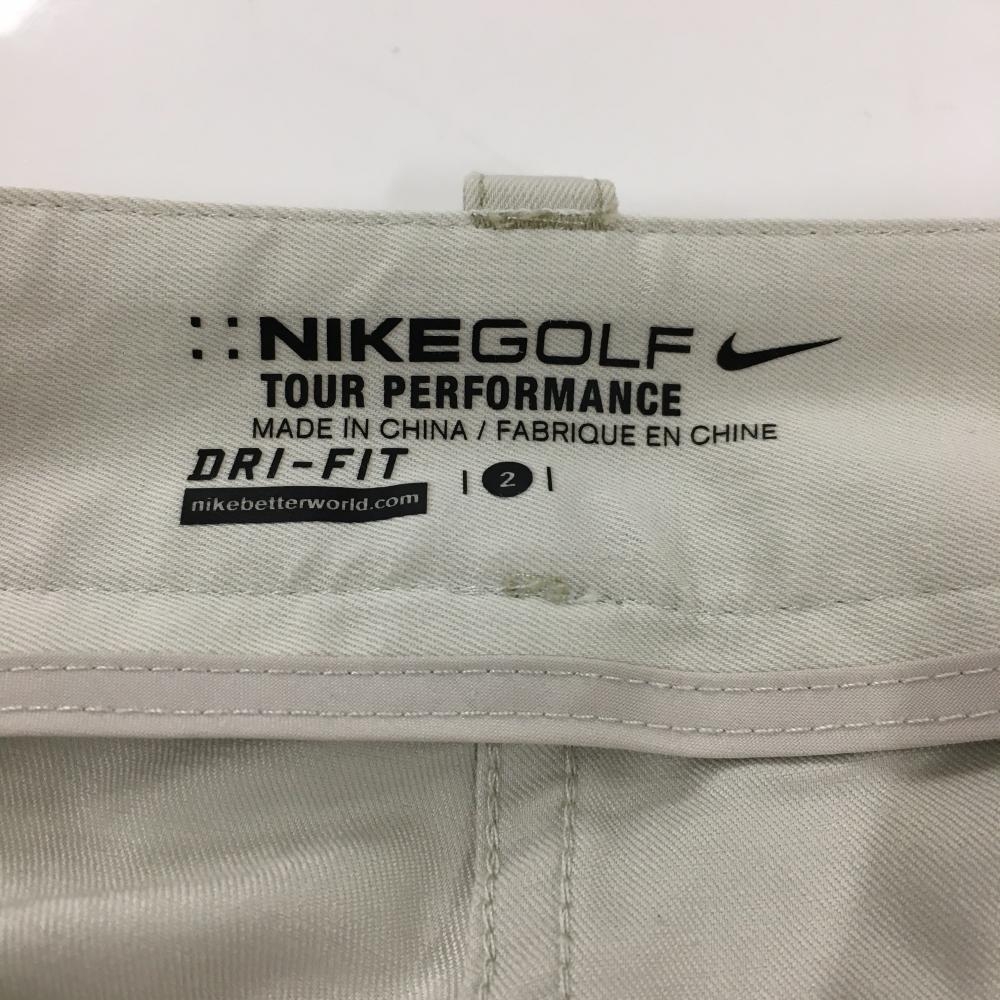 NIKEGOLF
TOUR PERFORMANCE
MADE IN CHINA / FABRIQUE EN CHINE
DRI-FIT
| 2 |
nikebetterworld.com